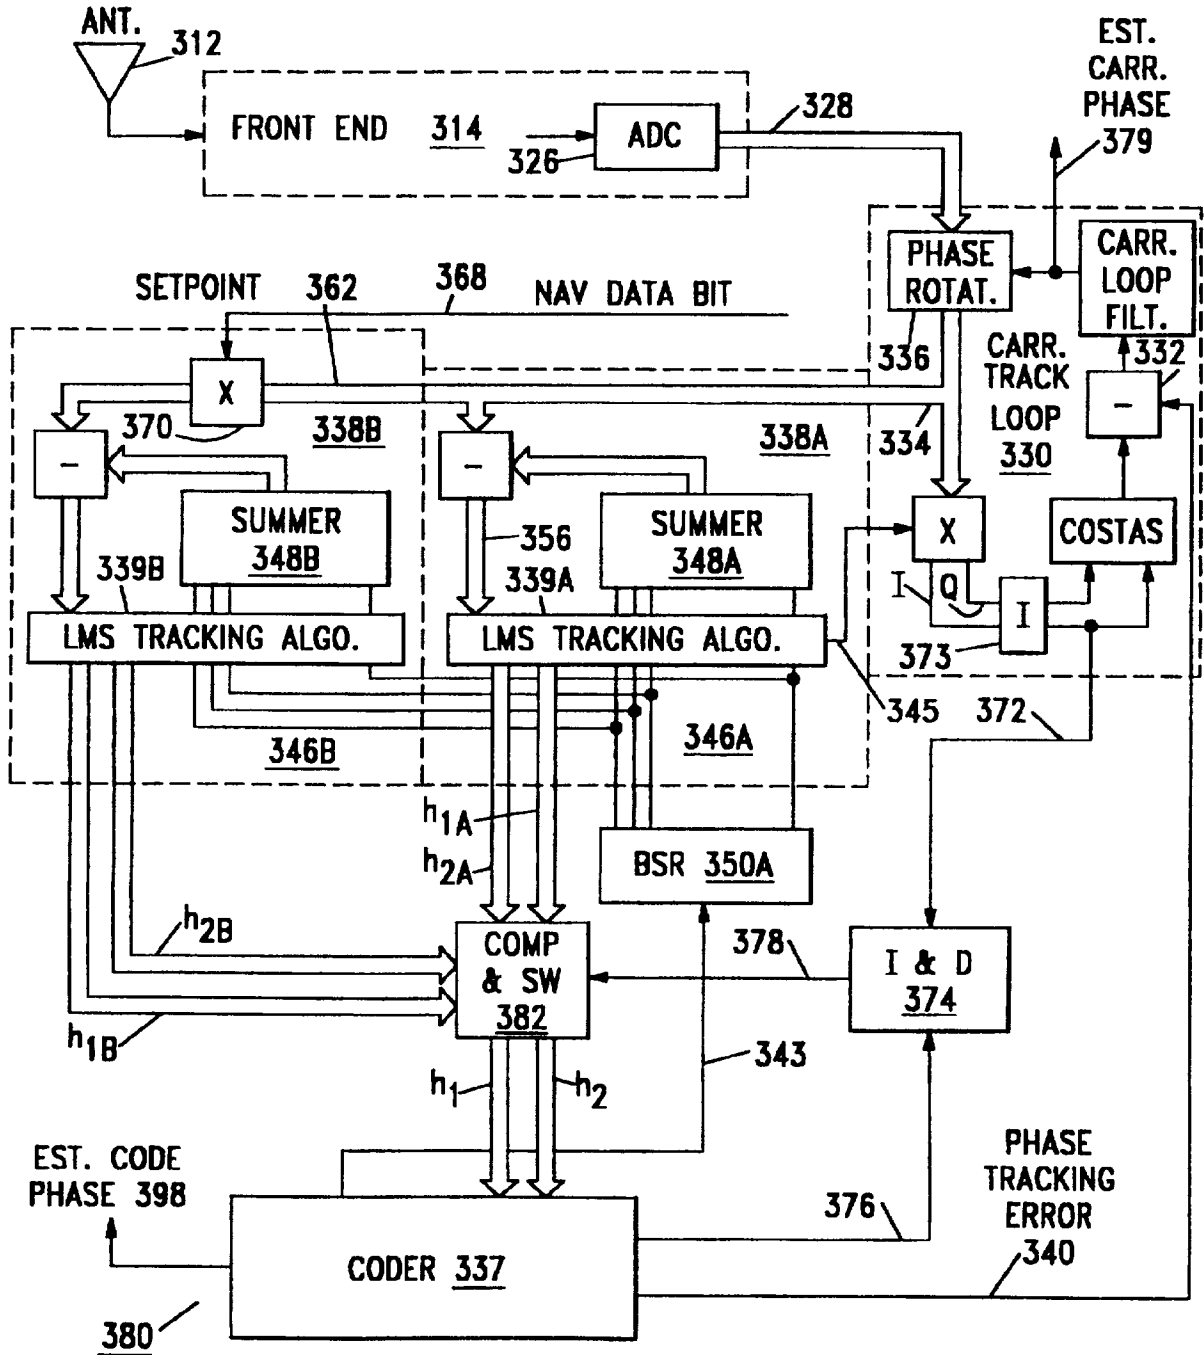 ANT.
312
EST.
CARR.
PHASE
379
FRONT END 314
326
ADC
328
PHASE
ROTAT.
336
CARR.
LOOP
FILT.
332
CARR.
TRACK
LOOP
330
334
SETPOINT
362
368
NAV DATA BIT
X
370
338B
338A
-
-
-
SUMMER
348B
SUMMER
348A
356
339B
339A
LMS TRACKING ALGO.
LMS TRACKING ALGO.
X
COSTAS
I
Q
I
373
345
372
346B
346A
h1A
h2A
BSR 350A
h2B
h1B
COMP
& SW
382
378
I & D
374
343
h1
h2
EST. CODE
PHASE 398
CODER 337
376
PHASE
TRACKING
ERROR
340
380